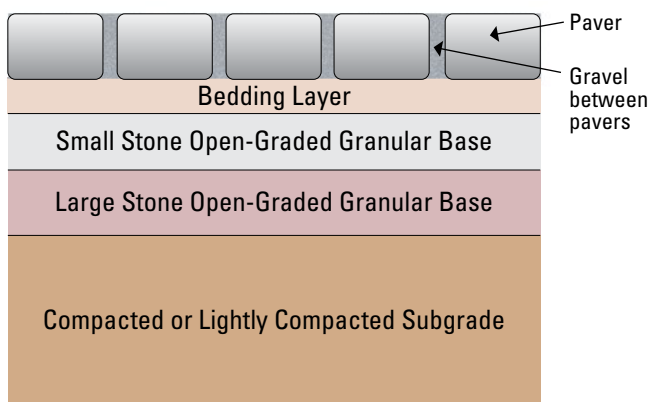 Paver
Gravel
between
pavers
Bedding Layer
Small Stone Open-Graded Granular Base
Large Stone Open-Graded Granular Base
Compacted or Lightly Compacted Subgrade